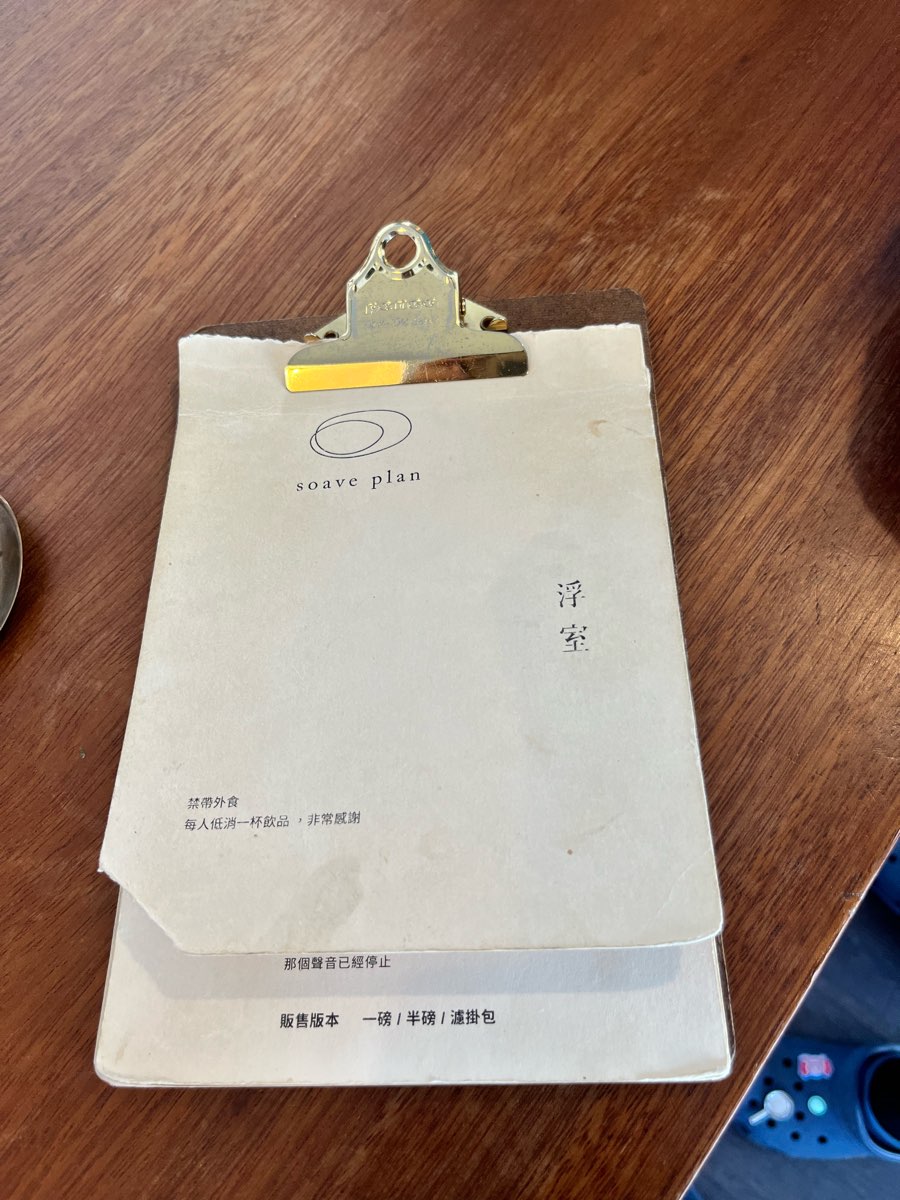 soave plan
浮室
禁帶外食
每人低消一杯飲品，非常感謝
那個聲音已經停止
販售版本 一磅 / 半磅 / 濾掛包